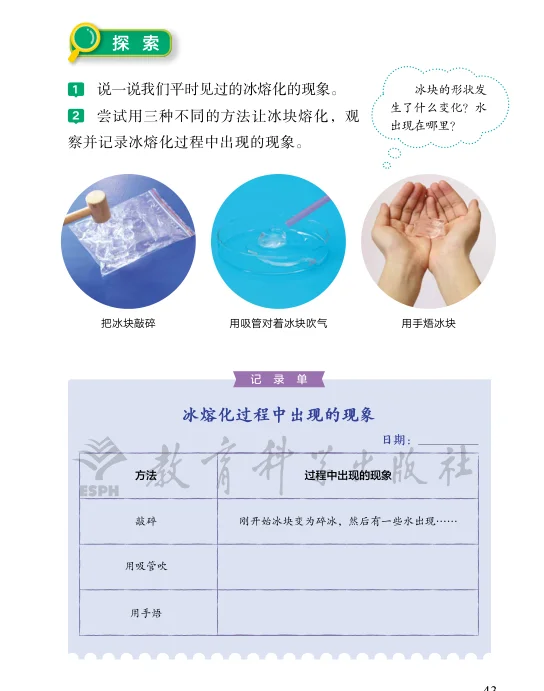 探索
1 说一说我们平时见过的冰熔化的现象。
2 尝试用三种不同的方法让冰块熔化，观
察并记录冰熔化过程中出现的现象。
冰块的形状发
生了什么变化？水
出现在哪里？
把冰块敲碎
用吸管对着冰块吹气
用手焐冰块
记录单
冰熔化过程中出现的现象
日期：
方法 过程中出现的现象
敲碎 刚开始冰块变为碎冰，然后有一些水出现……
用吸管吹
用手焐
ESPH 教育科学出版社